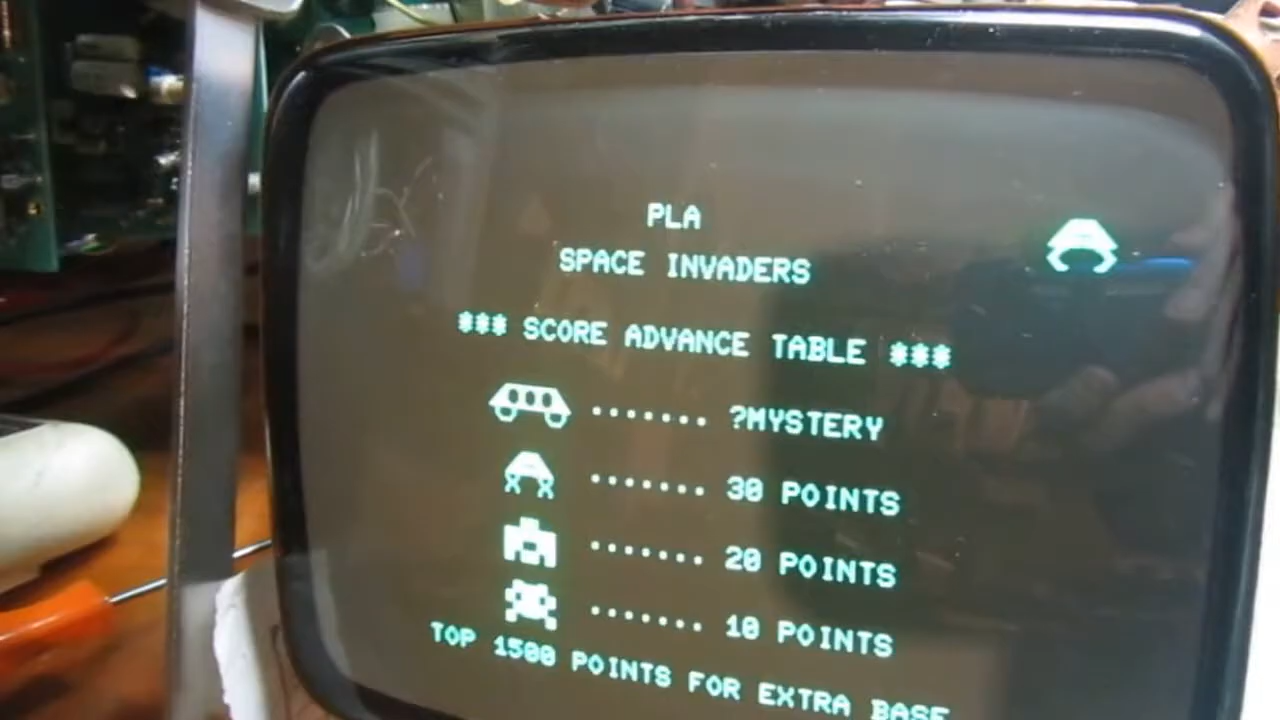 PLA
SPACE INVADERS
*** SCORE ADVANCE TABLE ***
....... ?MYSTERY
....... 30 POINTS
....... 20 POINTS
....... 10 POINTS
TOP 1500 POINTS FOR EXTRA BASE